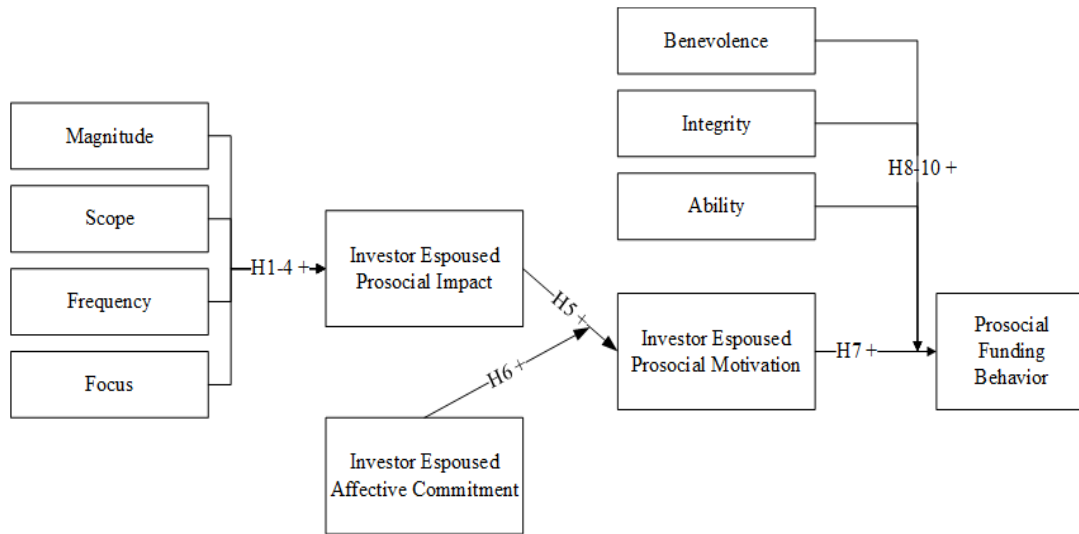 Magnitude
Scope
Frequency
Focus
H1-4 +
Investor Espoused
Prosocial Impact
Investor Espoused
Affective Commitment
H5 +
H6 +
Benevolence
Integrity
Ability
H8-10 +
Investor Espoused
Prosocial Motivation
H7 +
Prosocial
Funding
Behavior